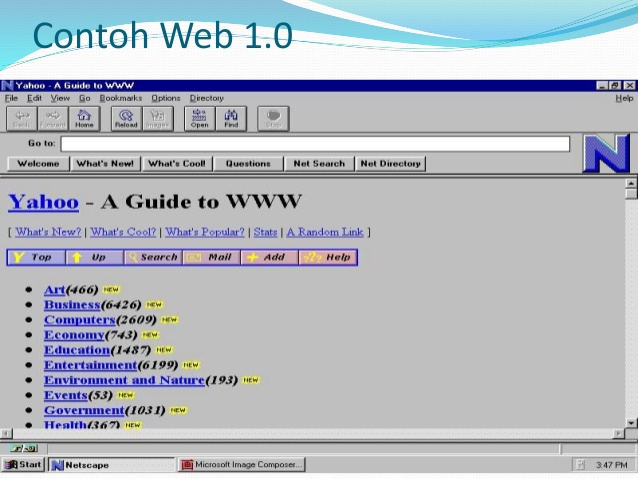 Contoh Web 1.0
Yahoo - A Guide to WWW
File Edit View Go Bookmarks Options Directory Help
Back Forward Home Reload Images Open Find Stop
Go to:
Welcome What's New! What's Cool! Questions Net Search Net Directory
Yahoo - A Guide to WWW
[ What's New? | What's Cool? | What's Popular? | Stats | A Random Link ]
Top Up Search Mail Add Help
Art(466) NEW
Business(6426) NEW
Computers(2609) NEW
Economy(743) NEW
Education(1487) NEW
Entertainment(6199) NEW
Environment and Nature(193) NEW
Events(53) NEW
Government(1031) NEW
Health(367) NEW
Start Netscape Microsoft Image Composer... 3:47 PM